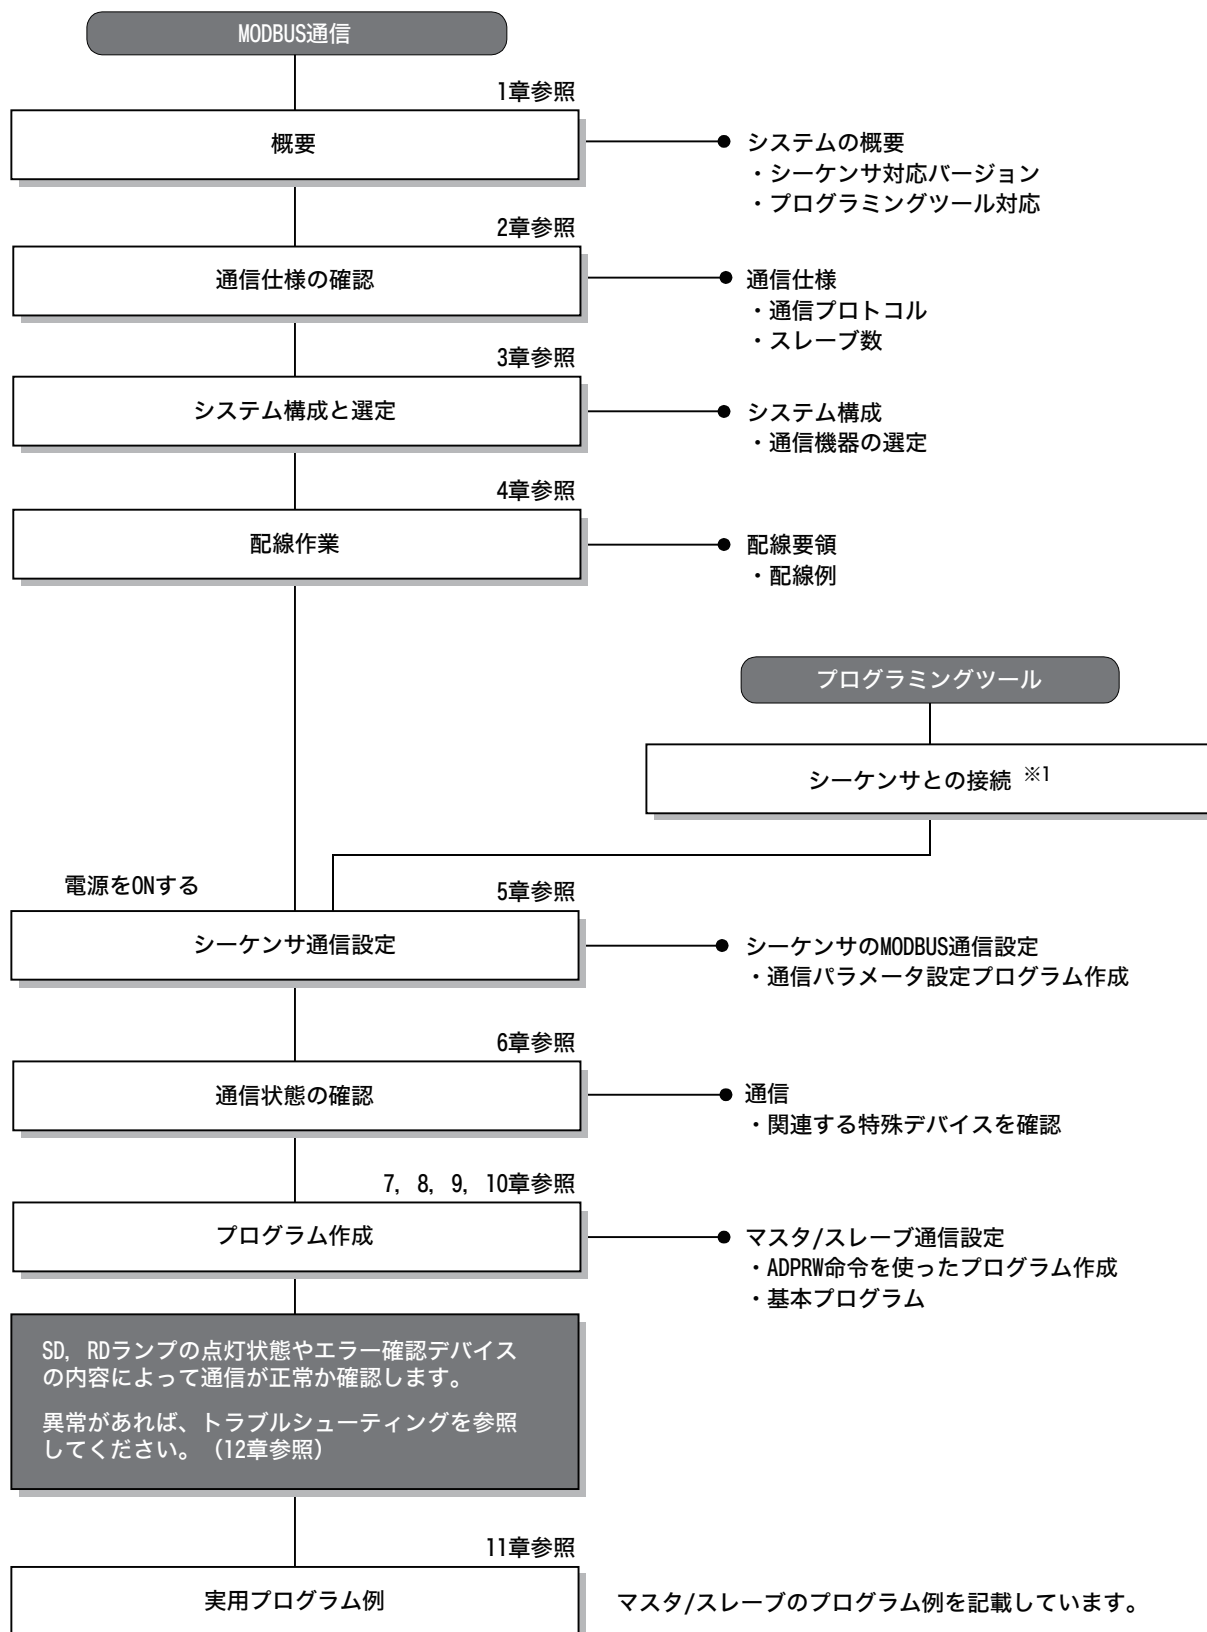 MODBUS通信
1章参照
概要
システムの概要
・シーケンサ対応バージョン
・プログラミングツール対応
2章参照
通信仕様の確認
通信仕様
・通信プロトコル
・スレーブ数
3章参照
システム構成と選定
システム構成
・通信機器の選定
4章参照
配線作業
配線要領
・配線例
プログラミングツール
シーケンサとの接続 ※1
電源をONする
5章参照
シーケンサ通信設定
シーケンサのMODBUS通信設定
・通信パラメータ設定プログラム作成
6章参照
通信状態の確認
通信
・関連する特殊デバイスを確認
7, 8, 9, 10章参照
プログラム作成
マスタ/スレーブ通信設定
・ADPRW命令を使ったプログラム作成
・基本プログラム
SD, RDランプの点灯状態やエラー確認デバイス
の内容によって通信が正常か確認します。
異常があれば、トラブルシューティングを参照
してください。（12章参照）
11章参照
実用プログラム例
マスタ/スレーブのプログラム例を記載しています。